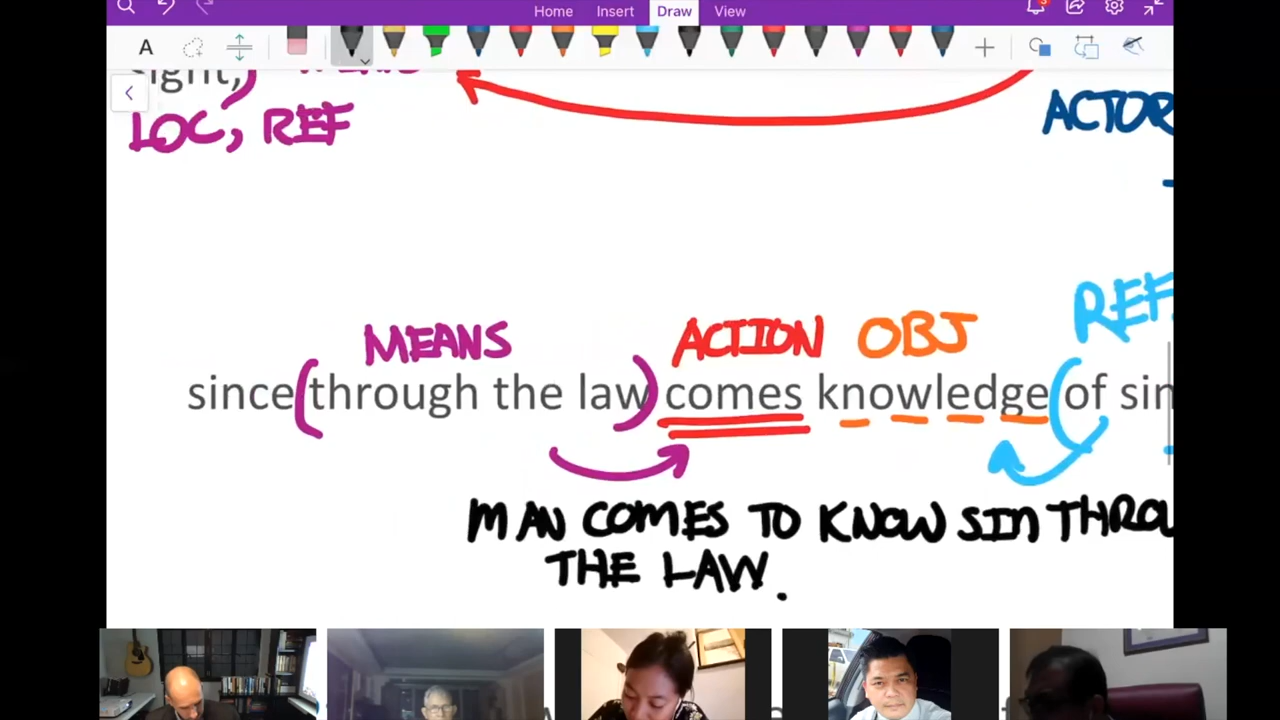 Home Insert Draw View
A
LOC, REF
ACTOR
REF
MEANS ACTION OBJ
since (through the law) comes knowledge (of sin
MAN COMES TO KNOW SIN THROU
THE LAW.